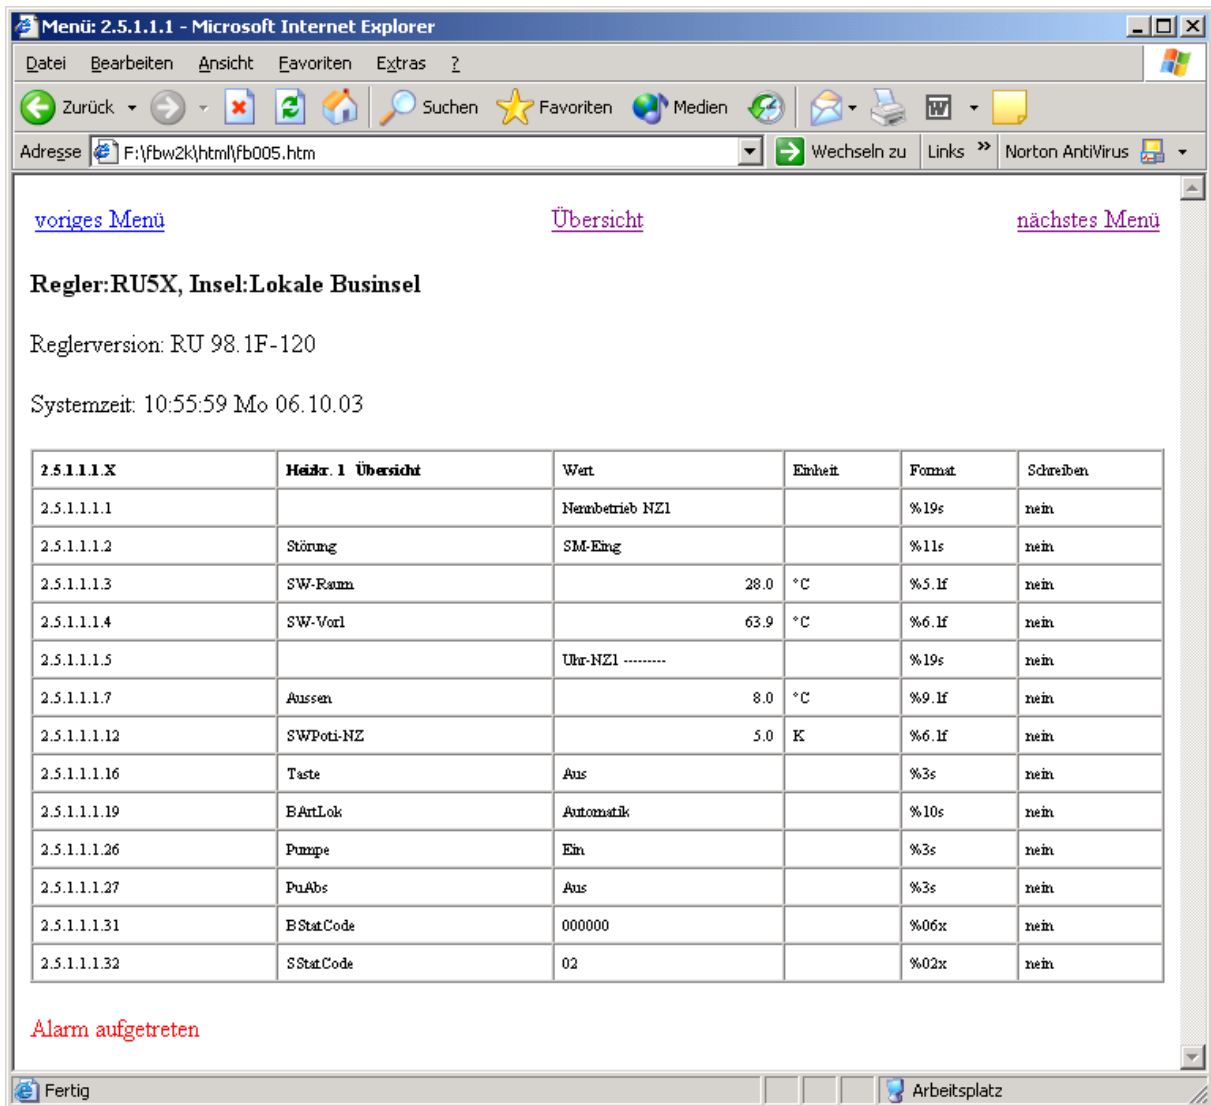 Menü: 2.5.1.1.1 - Microsoft Internet Explorer
Datei Bearbeiten Ansicht Favoriten Extras ?
Zurück Suchen Favoriten Medien
Adresse F:\fbw2k\html\fb005.htm Wechseln zu Links » Norton AntiVirus
voriges Menü Übersicht nächstes Menü
Regler:RU5X, Insel:Lokale Businsel
Reglerversion: RU 98.1F-120
Systemzeit: 10:55:59 Mo 06.10.03
2.5.1.1.1.X Heizkr. 1 Übersicht Wert Einheit Format Schreiben
2.5.1.1.1.1 Nennbetrieb NZ1 %19s nein
2.5.1.1.1.2 Störung SM-Eing %11s nein
2.5.1.1.1.3 SW-Raum 28.0 °C %5.1f nein
2.5.1.1.1.4 SW-Vorl 63.9 °C %6.1f nein
2.5.1.1.1.5 Uhr-NZ1 --------- %19s nein
2.5.1.1.1.7 Aussen 8.0 °C %9.1f nein
2.5.1.1.1.12 SWPoti-NZ 5.0 K %6.1f nein
2.5.1.1.1.16 Taste Aus %3s nein
2.5.1.1.1.19 BArtLok Automatik %10s nein
2.5.1.1.1.26 Pumpe Ein %3s nein
2.5.1.1.1.27 PuAbs Aus %3s nein
2.5.1.1.1.31 BStatCode 000000 %06x nein
2.5.1.1.1.32 SStatCode 02 %02x nein
Alarm aufgetreten
Fertig Arbeitsplatz